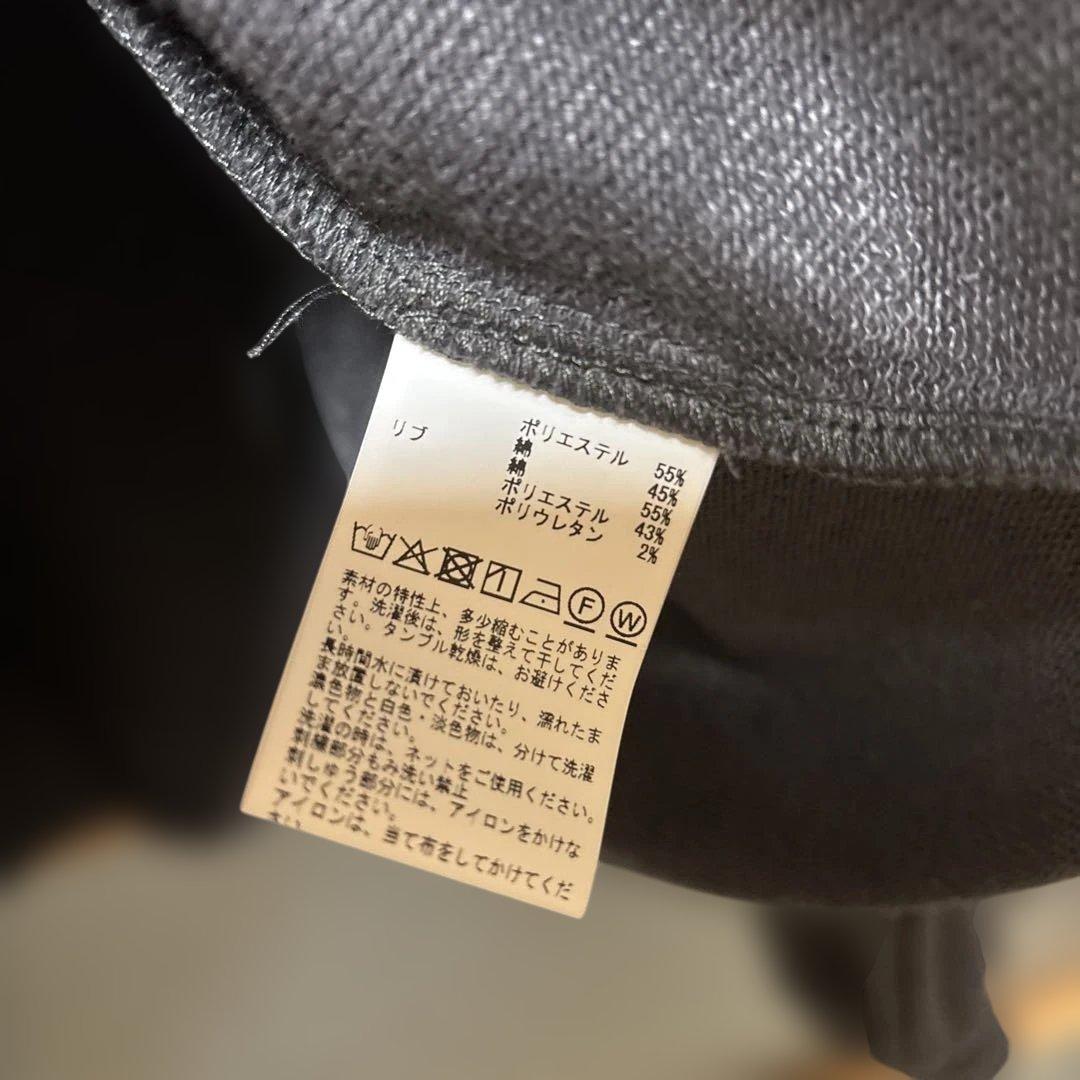 ポリエステル 55%
綿 45%
リブ 綿 55%
ポリエステル 43%
ポリウレタン 2%
F W
素材の特性上、多少縮むことがありま
す。洗濯後は、形を整えて干してくだ
さい。タンブル乾燥は、お避けくださ
い。
長時間水に漬けておいたり、濡れたま
ま放置しないでください。
濃色物と白色・淡色物は、分けて洗濯
してください。
洗濯の時は、ネットをご使用ください。
刺繍部分もみ洗い禁止
刺しゅう部分には、アイロンをかけな
いでください。
アイロンは、当て布をしてかけてくだ
さい。